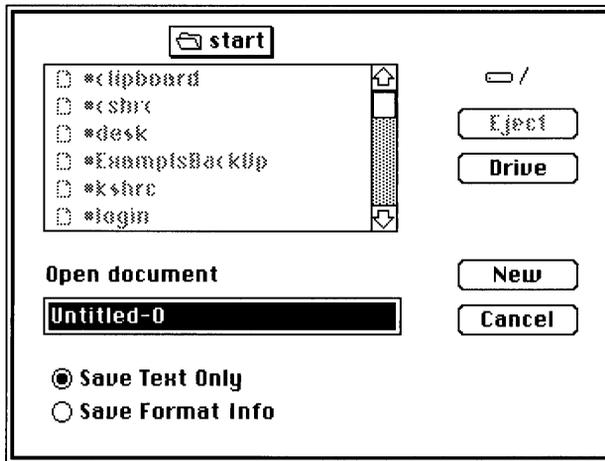 start
*clipboard
*cshrc
*desk
*ExamplsBackUp
*kshrc
*login
/
Eject
Drive
Open document
Untitled-0
New
Cancel
Save Text Only
Save Format Info